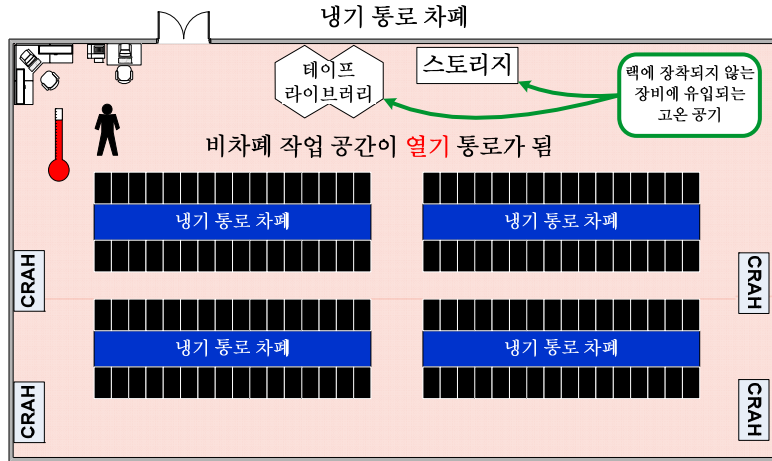 냉기 통로 차폐
테이프
라이브러리
스토리지
랙에 장착되지 않는
장비에 유입되는
고온 공기
비차폐 작업 공간이 열기 통로가 됨
냉기 통로 차폐
냉기 통로 차폐
CRAH
CRAH
냉기 통로 차폐
냉기 통로 차폐
CRAH
CRAH